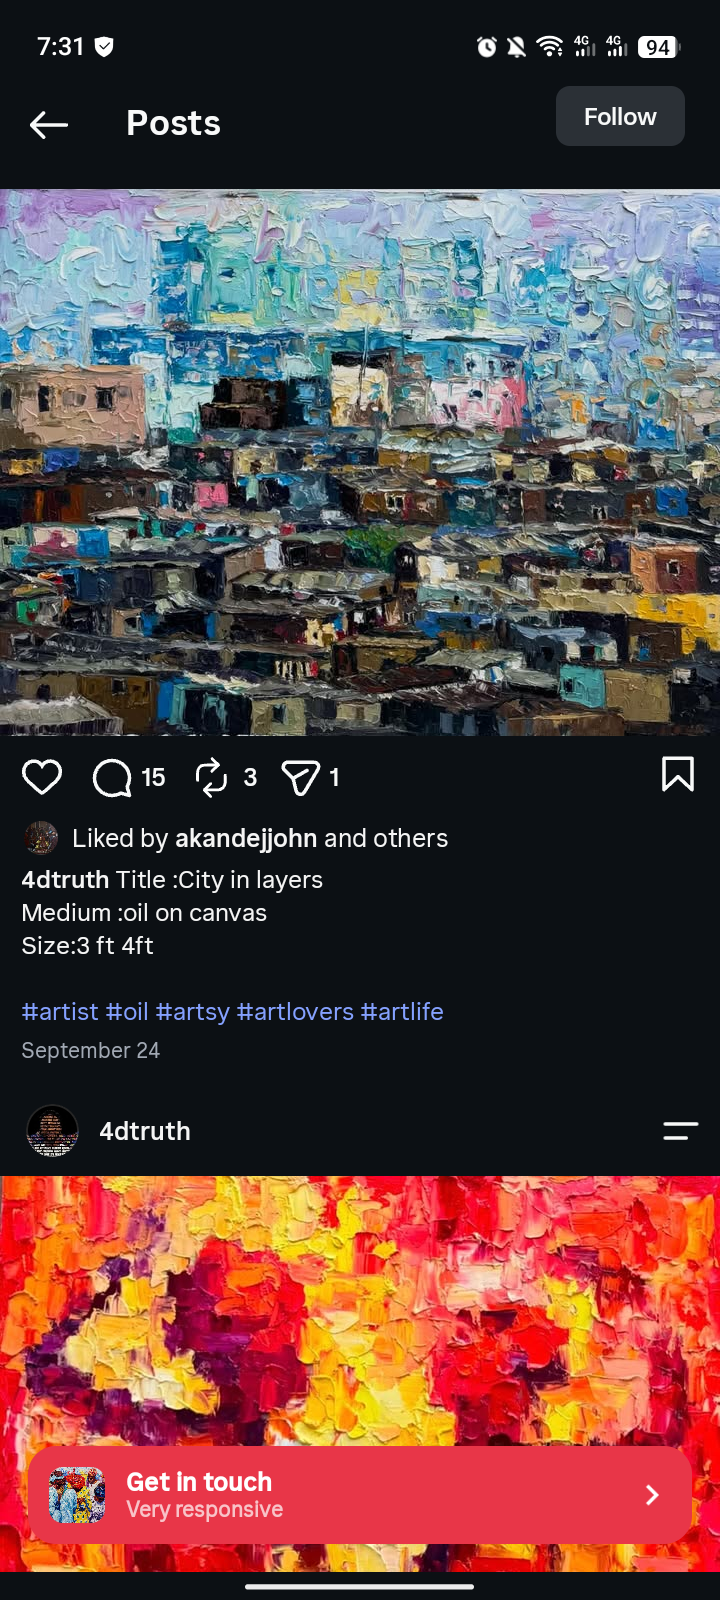 7:31
4G 4G 94
Posts
Follow
15 3 1
Liked by akandejjohn and others
4dtruth Title :City in layers
Medium :oil on canvas
Size:3 ft 4ft
#artist #oil #artsy #artlovers #artlife
September 24
4dtruth
Get in touch
Very responsive